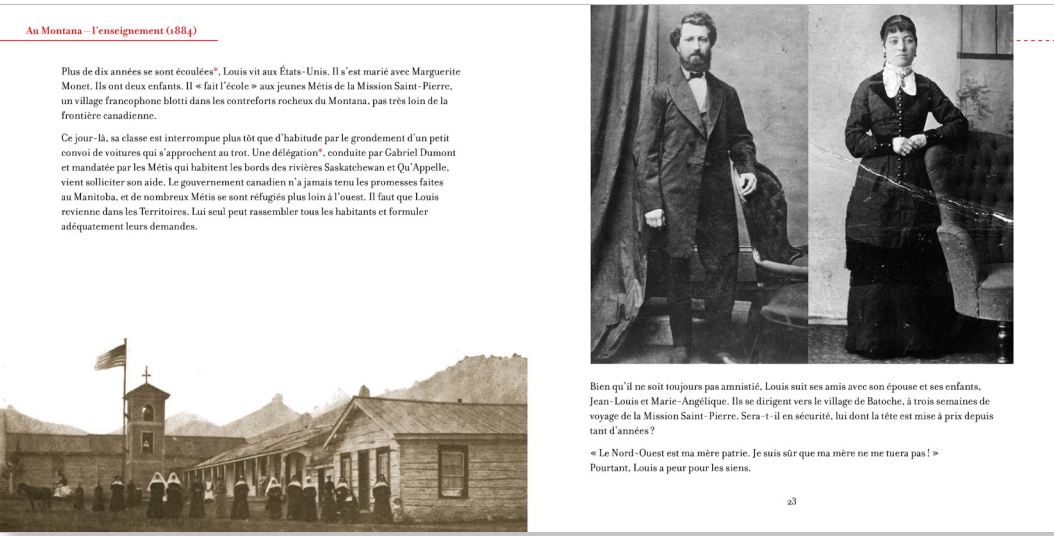 Au Montana – l’enseignement (1884)
Plus de dix années se sont écoulées*, Louis vit aux États-Unis. Il s’est marié avec Marguerite
Monet. Ils ont deux enfants. Il « fait l’école » aux jeunes Métis de la Mission Saint-Pierre,
un village francophone blotti dans les contreforts rocheux du Montana, pas très loin de la
frontière canadienne.
Ce jour-là, sa classe est interrompue plus tôt que d’habitude par le grondement d’un petit
convoi de voitures qui s’approchent au trot. Une délégation*, conduite par Gabriel Dumont
et mandatée par les Métis qui habitent les bords des rivières Saskatchewan et Qu’Appelle,
vient solliciter son aide. Le gouvernement canadien n’a jamais tenu les promesses faites
au Manitoba, et de nombreux Métis se sont réfugiés plus loin à l’ouest. Il faut que Louis
revienne dans les Territoires. Lui seul peut rassembler tous les habitants et formuler
adéquatement leurs demandes.
Bien qu’il ne soit toujours pas amnistié, Louis suit ses amis avec son épouse et ses enfants,
Jean-Louis et Marie-Angélique. Ils se dirigent vers le village de Batoche, à trois semaines de
voyage de la Mission Saint-Pierre. Sera-t-il en sécurité, lui dont la tête est mise à prix depuis
tant d’années ?
« Le Nord-Ouest est ma mère patrie. Je suis sûr que ma mère ne me tuera pas ! »
Pourtant, Louis a peur pour les siens.
23